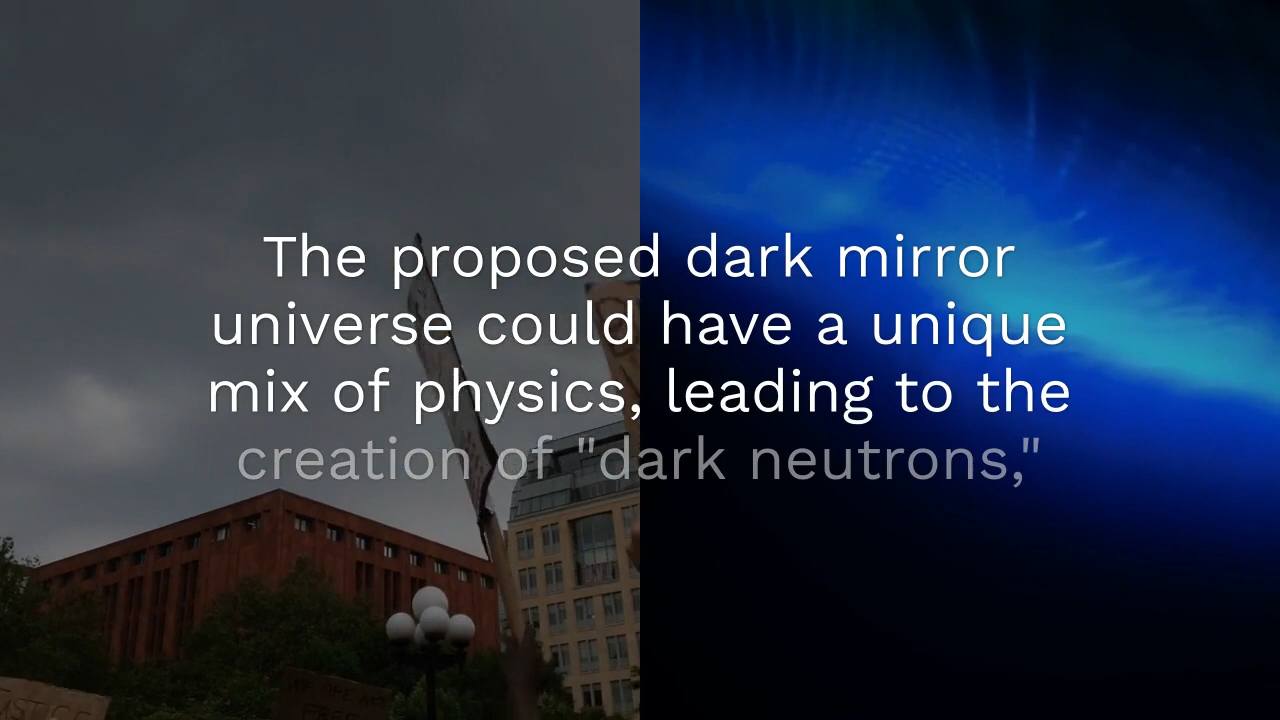 The proposed dark mirror
universe could have a unique
mix of physics, leading to the
creation of "dark neutrons,"